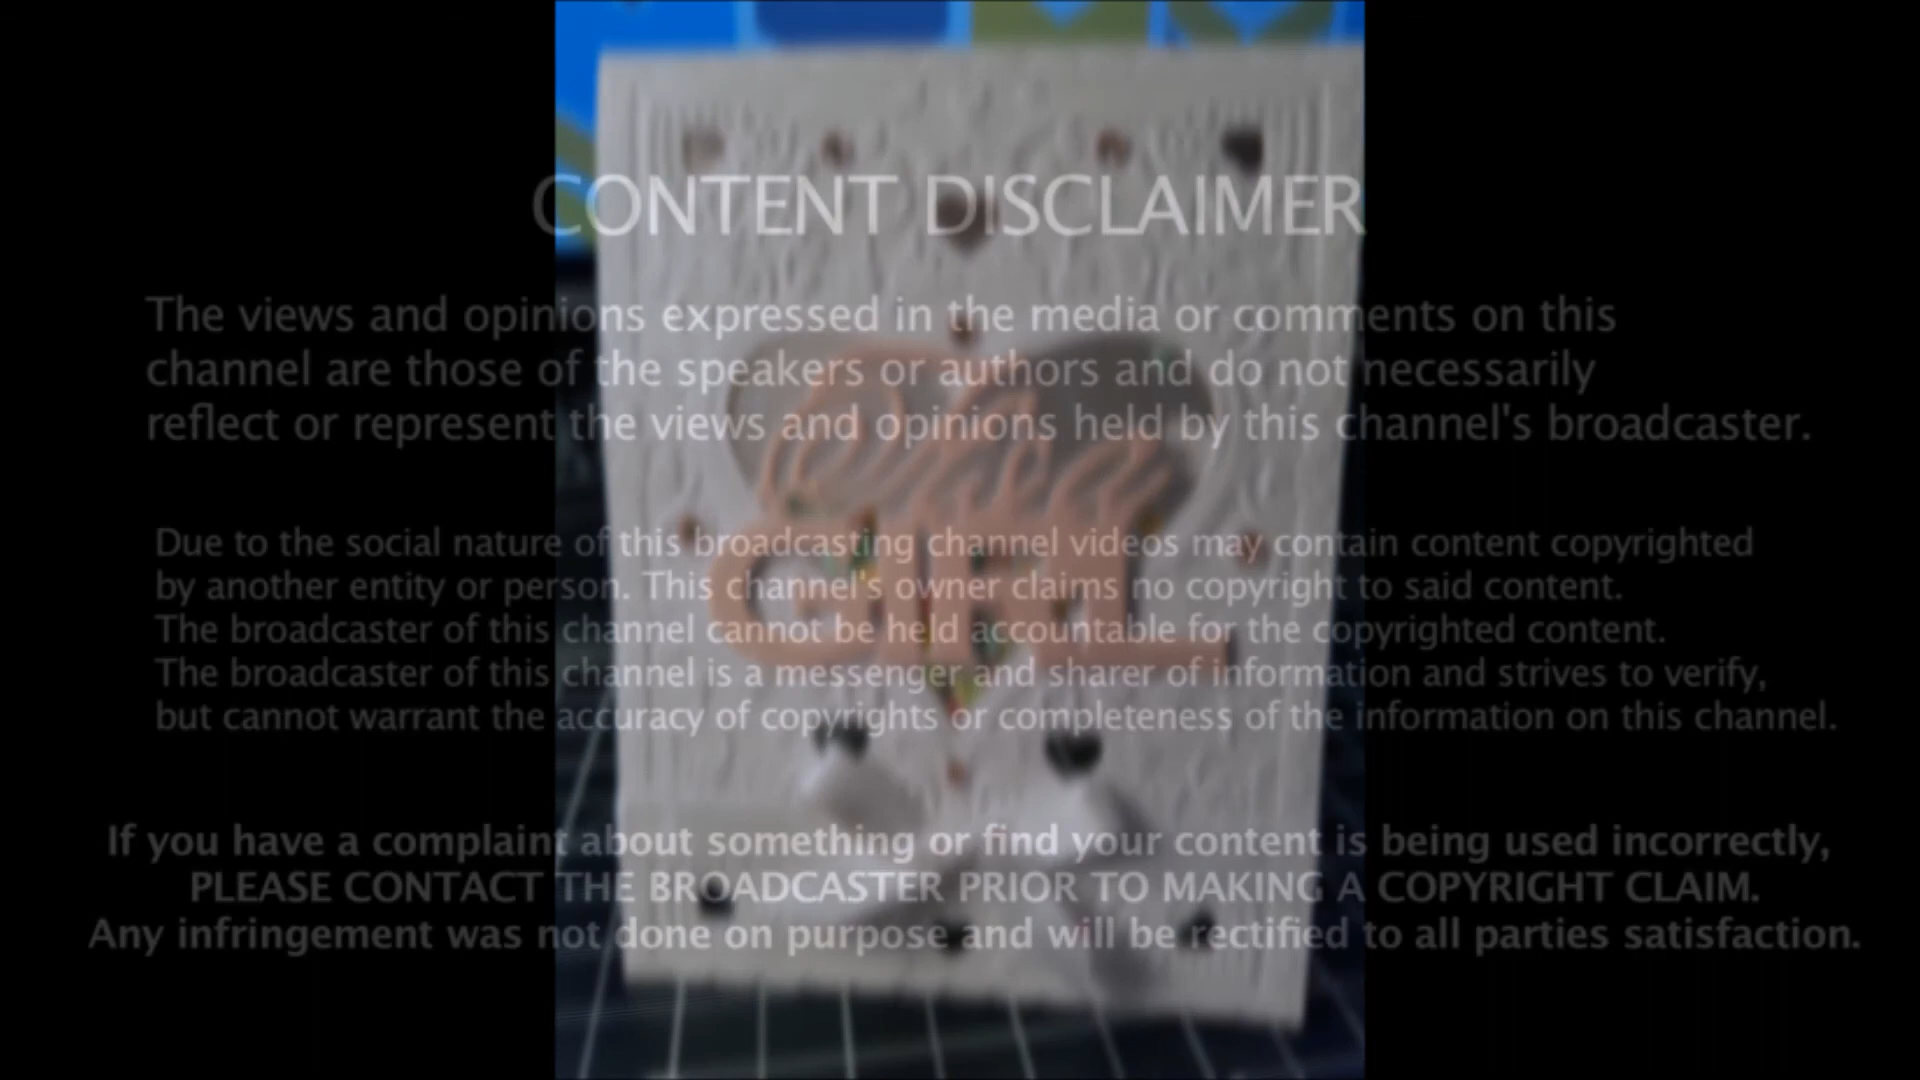 CONTENT DISCLAIMER
The views and opinions expressed in the media or comments on this
channel are those of the speakers or authors and do not necessarily
reflect or represent the views and opinions held by this channel's broadcaster.
Due to the social nature of this broadcasting channel videos may contain content copyrighted
by another entity or person. This channel's owner claims no copyright to said content.
The broadcaster of this channel cannot be held accountable for the copyrighted content.
The broadcaster of this channel is a messenger and sharer of information and strives to verify,
but cannot warrant the accuracy of copyrights or completeness of the information on this channel.
If you have a complaint about something or find your content is being used incorrectly,
PLEASE CONTACT THE BROADCASTER PRIOR TO MAKING A COPYRIGHT CLAIM.
Any infringement was not done on purpose and will be rectified to all parties satisfaction.
GIRL